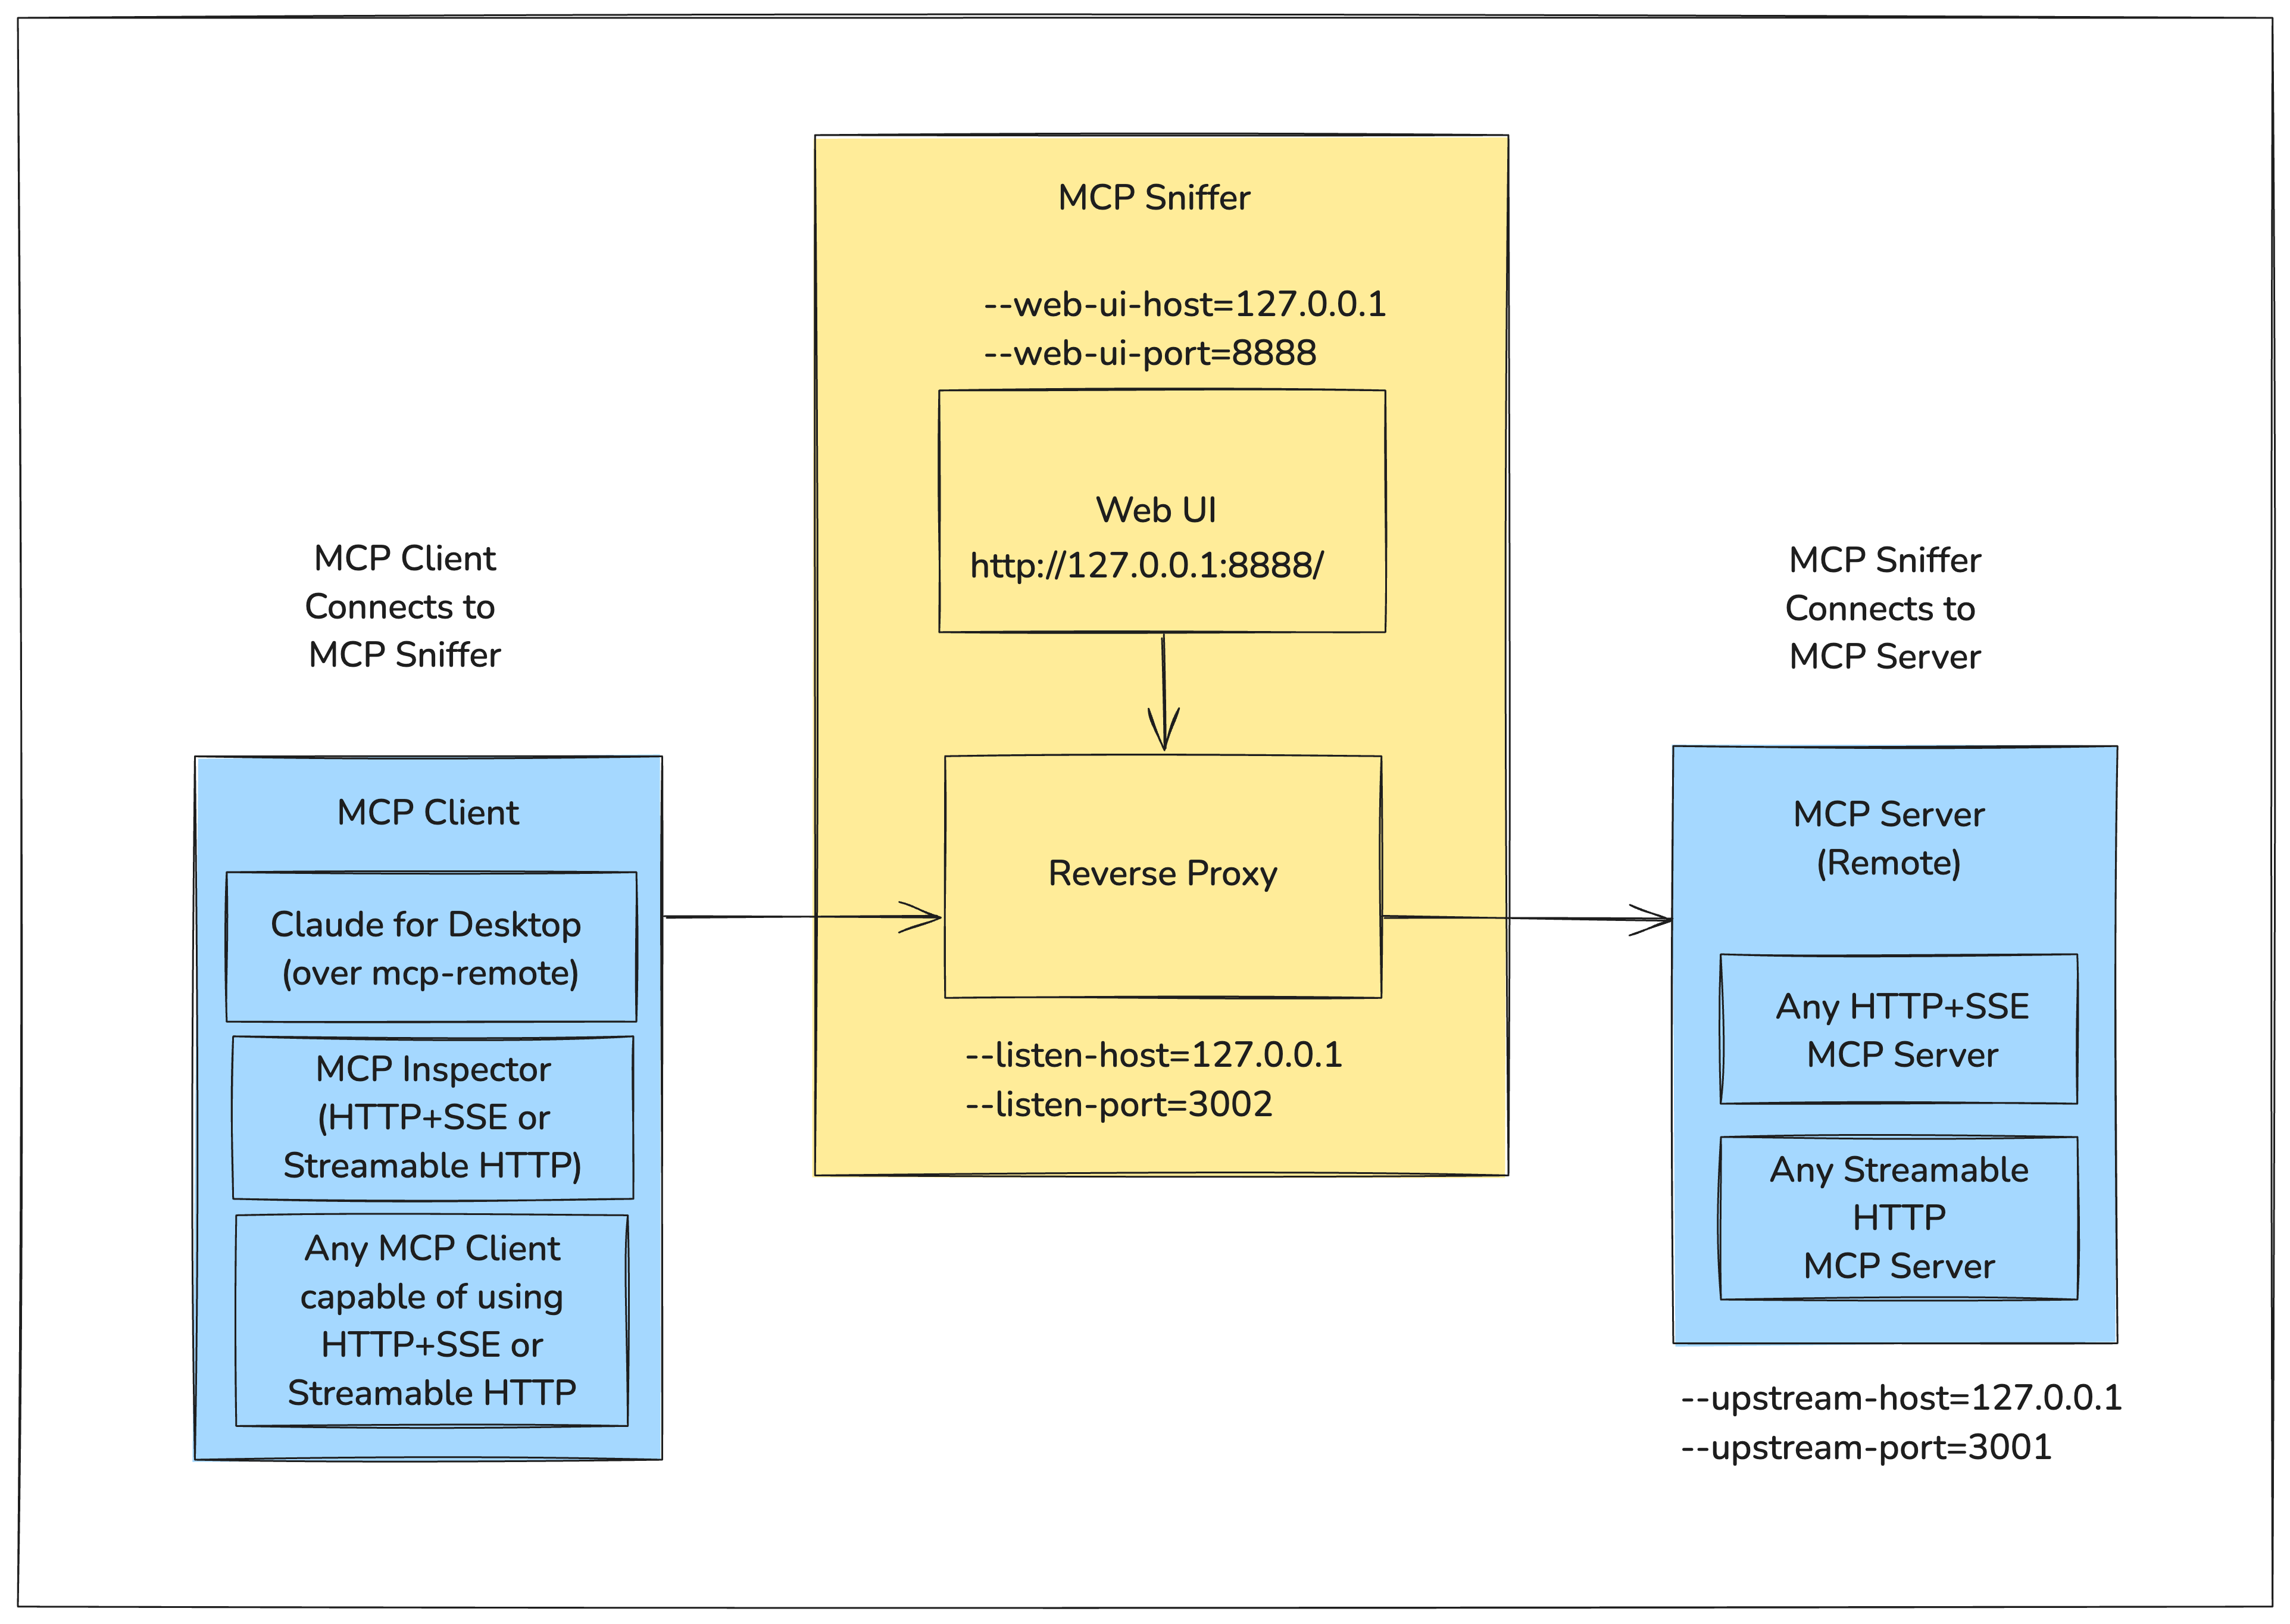 MCP Sniffer
--web-ui-host=127.0.0.1
--web-ui-port=8888
Web UI
http://127.0.0.1:8888/
MCP Client
Connects to
MCP Sniffer
MCP Sniffer
Connects to
MCP Server
MCP Client
Claude for Desktop
(over mcp-remote)
MCP Inspector
(HTTP+SSE or
Streamable HTTP)
Any MCP Client
capable of using
HTTP+SSE or
Streamable HTTP
Reverse Proxy
--listen-host=127.0.0.1
--listen-port=3002
MCP Server
(Remote)
Any HTTP+SSE
MCP Server
Any Streamable
HTTP
MCP Server
--upstream-host=127.0.0.1
--upstream-port=3001